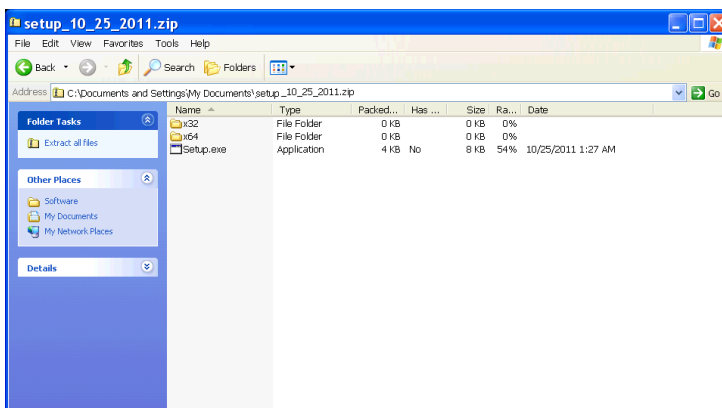 setup_10_25_2011.zip
File Edit View Favorites Tools Help
Back Search Folders
Address C:\Documents and Settings\My Documents\setup_10_25_2011.zip Go
Folder Tasks
Extract all files
Other Places
Software
My Documents
My Network Places
Details
Name Type Packed... Has ... Size Ra... Date
x32 File Folder 0 KB 0 KB 0%
x64 File Folder 0 KB 0 KB 0%
Setup.exe Application 4 KB No 8 KB 54% 10/25/2011 1:27 AM